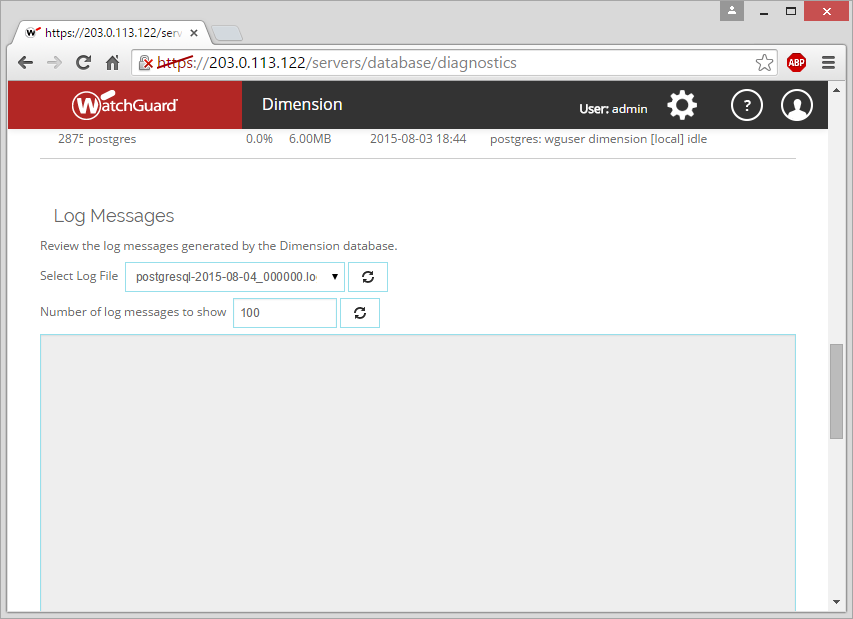 https://203.0.113.122/serv
https://203.0.113.122/servers/database/diagnostics
ABP
WatchGuard
Dimension
User: admin
?
2875 postgres 0.0% 6.00MB 2015-08-03 18:44 postgres: wguser dimension [local] idle
Log Messages
Review the log messages generated by the Dimension database.
Select Log File postgresql-2015-08-04_000000.lo
Number of log messages to show 100